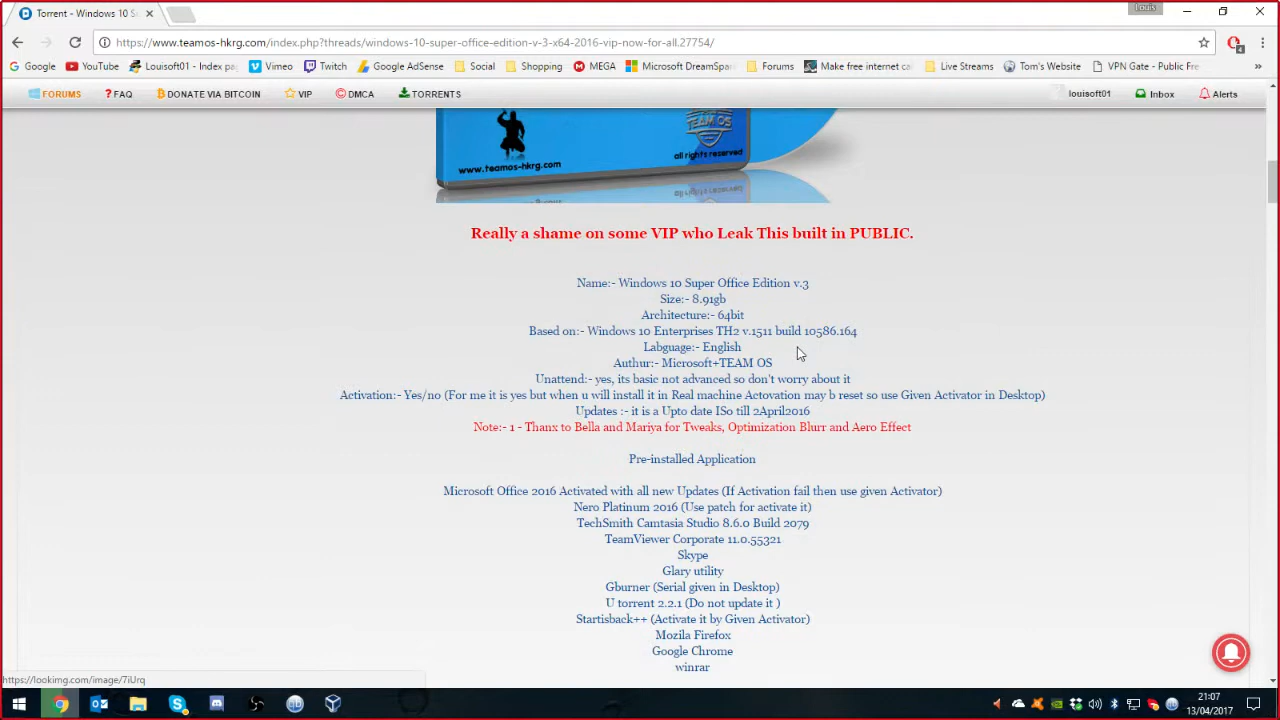 Torrent - Windows 10 S
Louis
https://www.teamos-hkrg.com/index.php?threads/windows-10-super-office-edition-v-3-x64-2016-vip-now-for-all.27754/
4
Google YouTube Louisoft01 - Index pa Vimeo Twitch Google AdSense Social Shopping MEGA Microsoft DreamSpar Forums Make free internet cal Live Streams Tom's Website VPN Gate - Public Fre »
FORUMS FAQ DONATE VIA BITCOIN VIP DMCA TORRENTS louisoft01 Inbox Alerts
TEAM OS
www.teamos-hkrg.com
all rights reserved
Really a shame on some VIP who Leak This built in PUBLIC.
Name:- Windows 10 Super Office Edition v.3
Size:- 8.91gb
Architecture:- 64bit
Based on:- Windows 10 Enterprises TH2 v.1511 build 10586.164
Labguage:- English
Authur:- Microsoft+TEAM OS
Unattend:- yes, its basic not advanced so don't worry about it
Activation:- Yes/no (For me it is yes but when u will install it in Real machine Actovation may b reset so use Given Activator in Desktop)
Updates :- it is a Upto date ISo till 2April2016
Note:- 1 - Thanx to Bella and Mariya for Tweaks, Optimization Blurr and Aero Effect
Pre-installed Application
Microsoft Office 2016 Activated with all new Updates (If Activation fail then use given Activator)
Nero Platinum 2016 (Use patch for activate it)
TechSmith Camtasia Studio 8.6.0 Build 2079
TeamViewer Corporate 11.0.55321
Skype
Glary utility
Gburner (Serial given in Desktop)
U torrent 2.2.1 (Do not update it )
Startisback++ (Activate it by Given Activator)
Mozila Firefox
Google Chrome
winrar
https://lookimg.com/image/7iUrq
21:07
13/04/2017